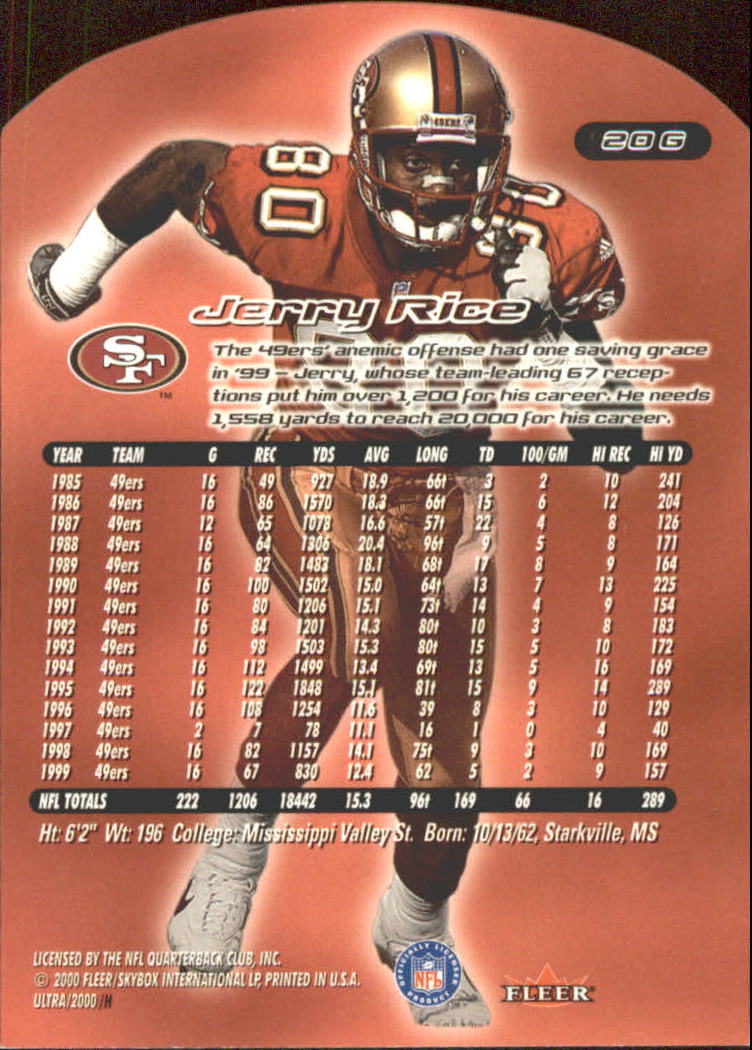 49ERS
20 G
80
Jerry Rice
SF
TM
The 49ers' anemic offense had one saving grace
in '99 – Jerry, whose team-leading 67 recep-
tions put him over 1,200 for his career. He needs
1,558 yards to reach 20,000 for his career.
YEAR TEAM G REC YDS AVG LONG TD 100/GM HI REC HI YD
1985 49ers 16 49 927 18.9 66t 3 2 10 241
1986 49ers 16 86 1570 18.3 66t 15 6 12 204
1987 49ers 12 65 1078 16.6 57t 22 4 8 126
1988 49ers 16 64 1306 20.4 96t 9 5 8 171
1989 49ers 16 82 1483 18.1 68t 17 8 9 164
1990 49ers 16 100 1502 15.0 64t 13 7 13 225
1991 49ers 16 80 1206 15.1 73t 14 4 9 154
1992 49ers 16 84 1201 14.3 80t 10 3 8 183
1993 49ers 16 98 1503 15.3 80t 15 5 10 172
1994 49ers 16 112 1499 13.4 69t 13 5 16 169
1995 49ers 16 122 1848 15.1 81t 15 9 14 289
1996 49ers 16 108 1254 11.6 39 8 3 10 129
1997 49ers 2 7 78 11.1 16 1 0 4 40
1998 49ers 16 82 1157 14.1 75t 9 3 10 169
1999 49ers 16 67 830 12.4 62 5 2 9 157
NFL TOTALS 222 1206 18442 15.3 96t 169 66 16 289
Ht: 6'2" Wt: 196 College: Mississippi Valley St. Born: 10/13/62, Starkville, MS
LICENSED BY THE NFL QUARTERBACK CLUB, INC.
© 2000 FLEER/SKYBOX INTERNATIONAL LP, PRINTED IN U.S.A.
ULTRA/2000 /H
OFFICIALLY LICENSED
NFL
PRODUCT
FLEER